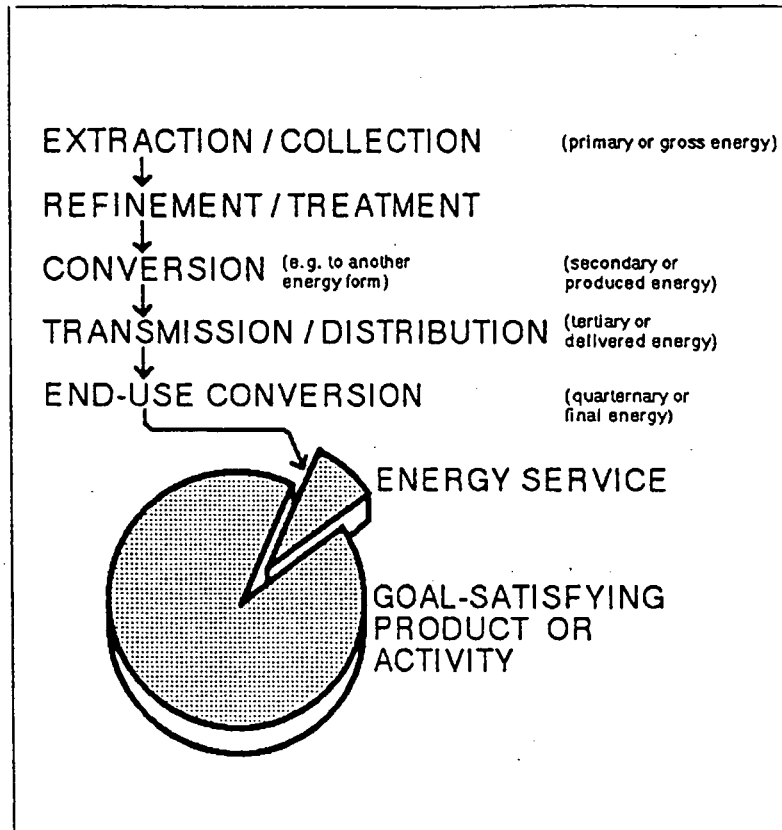 EXTRACTION / COLLECTION (primary or gross energy)
REFINEMENT / TREATMENT
CONVERSION (e.g. to another energy form) (secondary or produced energy)
TRANSMISSION / DISTRIBUTION (tertiary or delivered energy)
END-USE CONVERSION (quarternary or final energy)
ENERGY SERVICE
GOAL-SATISFYING
PRODUCT OR
ACTIVITY